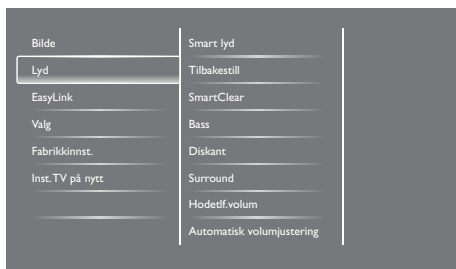 Bilde
Lyd
EasyLink
Valg
Fabrikkinnst.
Inst.TV på nytt
Smart lyd
Tilbakestill
SmartClear
Bass
Diskant
Surround
Hodetlf.volum
Automatisk volumjustering